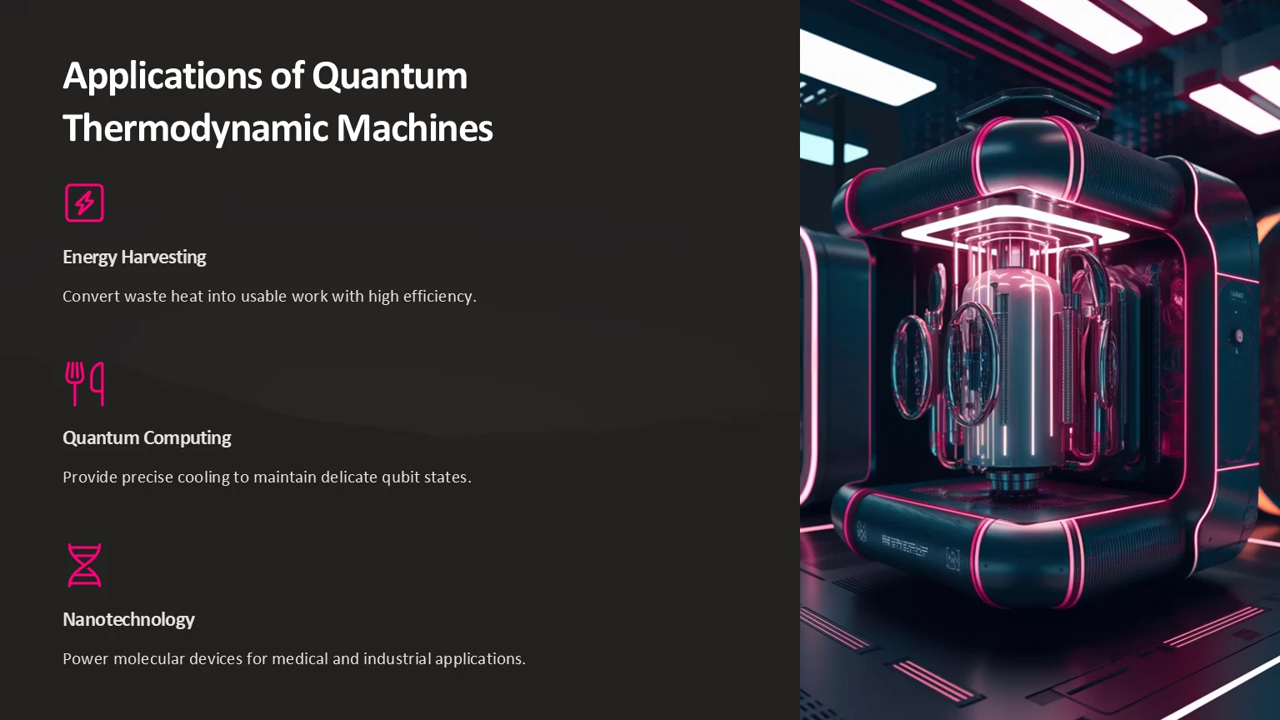 Applications of Quantum
Thermodynamic Machines
Energy Harvesting
Convert waste heat into usable work with high efficiency.
Quantum Computing
Provide precise cooling to maintain delicate qubit states.
Nanotechnology
Power molecular devices for medical and industrial applications.